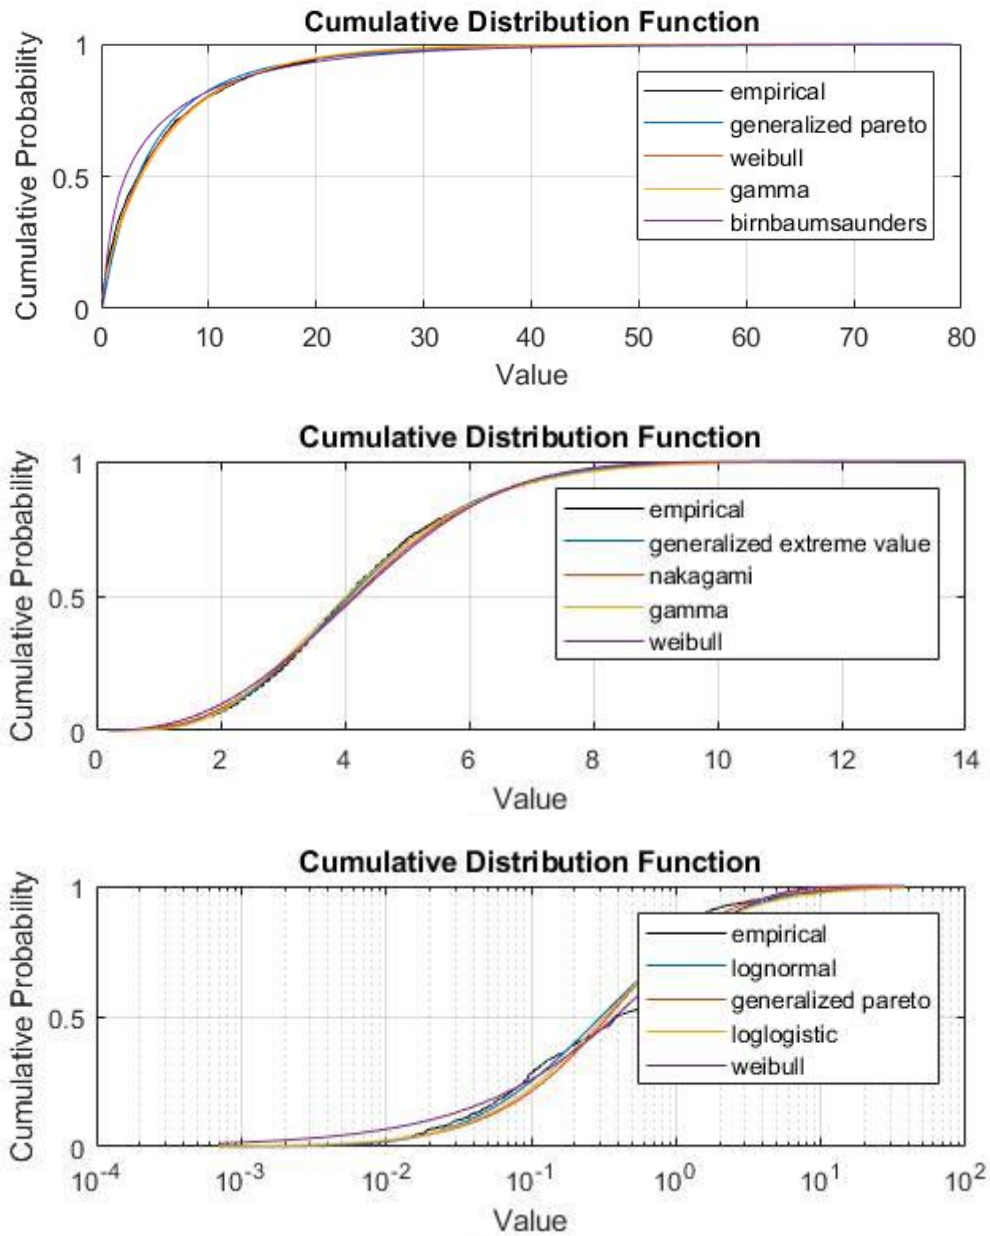 Cumulative Distribution Function
Cumulative Probability
1
0.5
0
empirical
generalized pareto
weibull
gamma
birnbaumsaunders
0 10 20 30 40 50 60 70 80
Value
Cumulative Distribution Function
Cumulative Probability
1
0.5
0
empirical
generalized extreme value
nakagami
gamma
weibull
0 2 4 6 8 10 12 14
Value
Cumulative Distribution Function
Cumulative Probability
1
0.5
0
empirical
lognormal
generalized pareto
loglogistic
weibull
10⁻⁴ 10⁻³ 10⁻² 10⁻¹ 10⁰ 10¹ 10²
Value